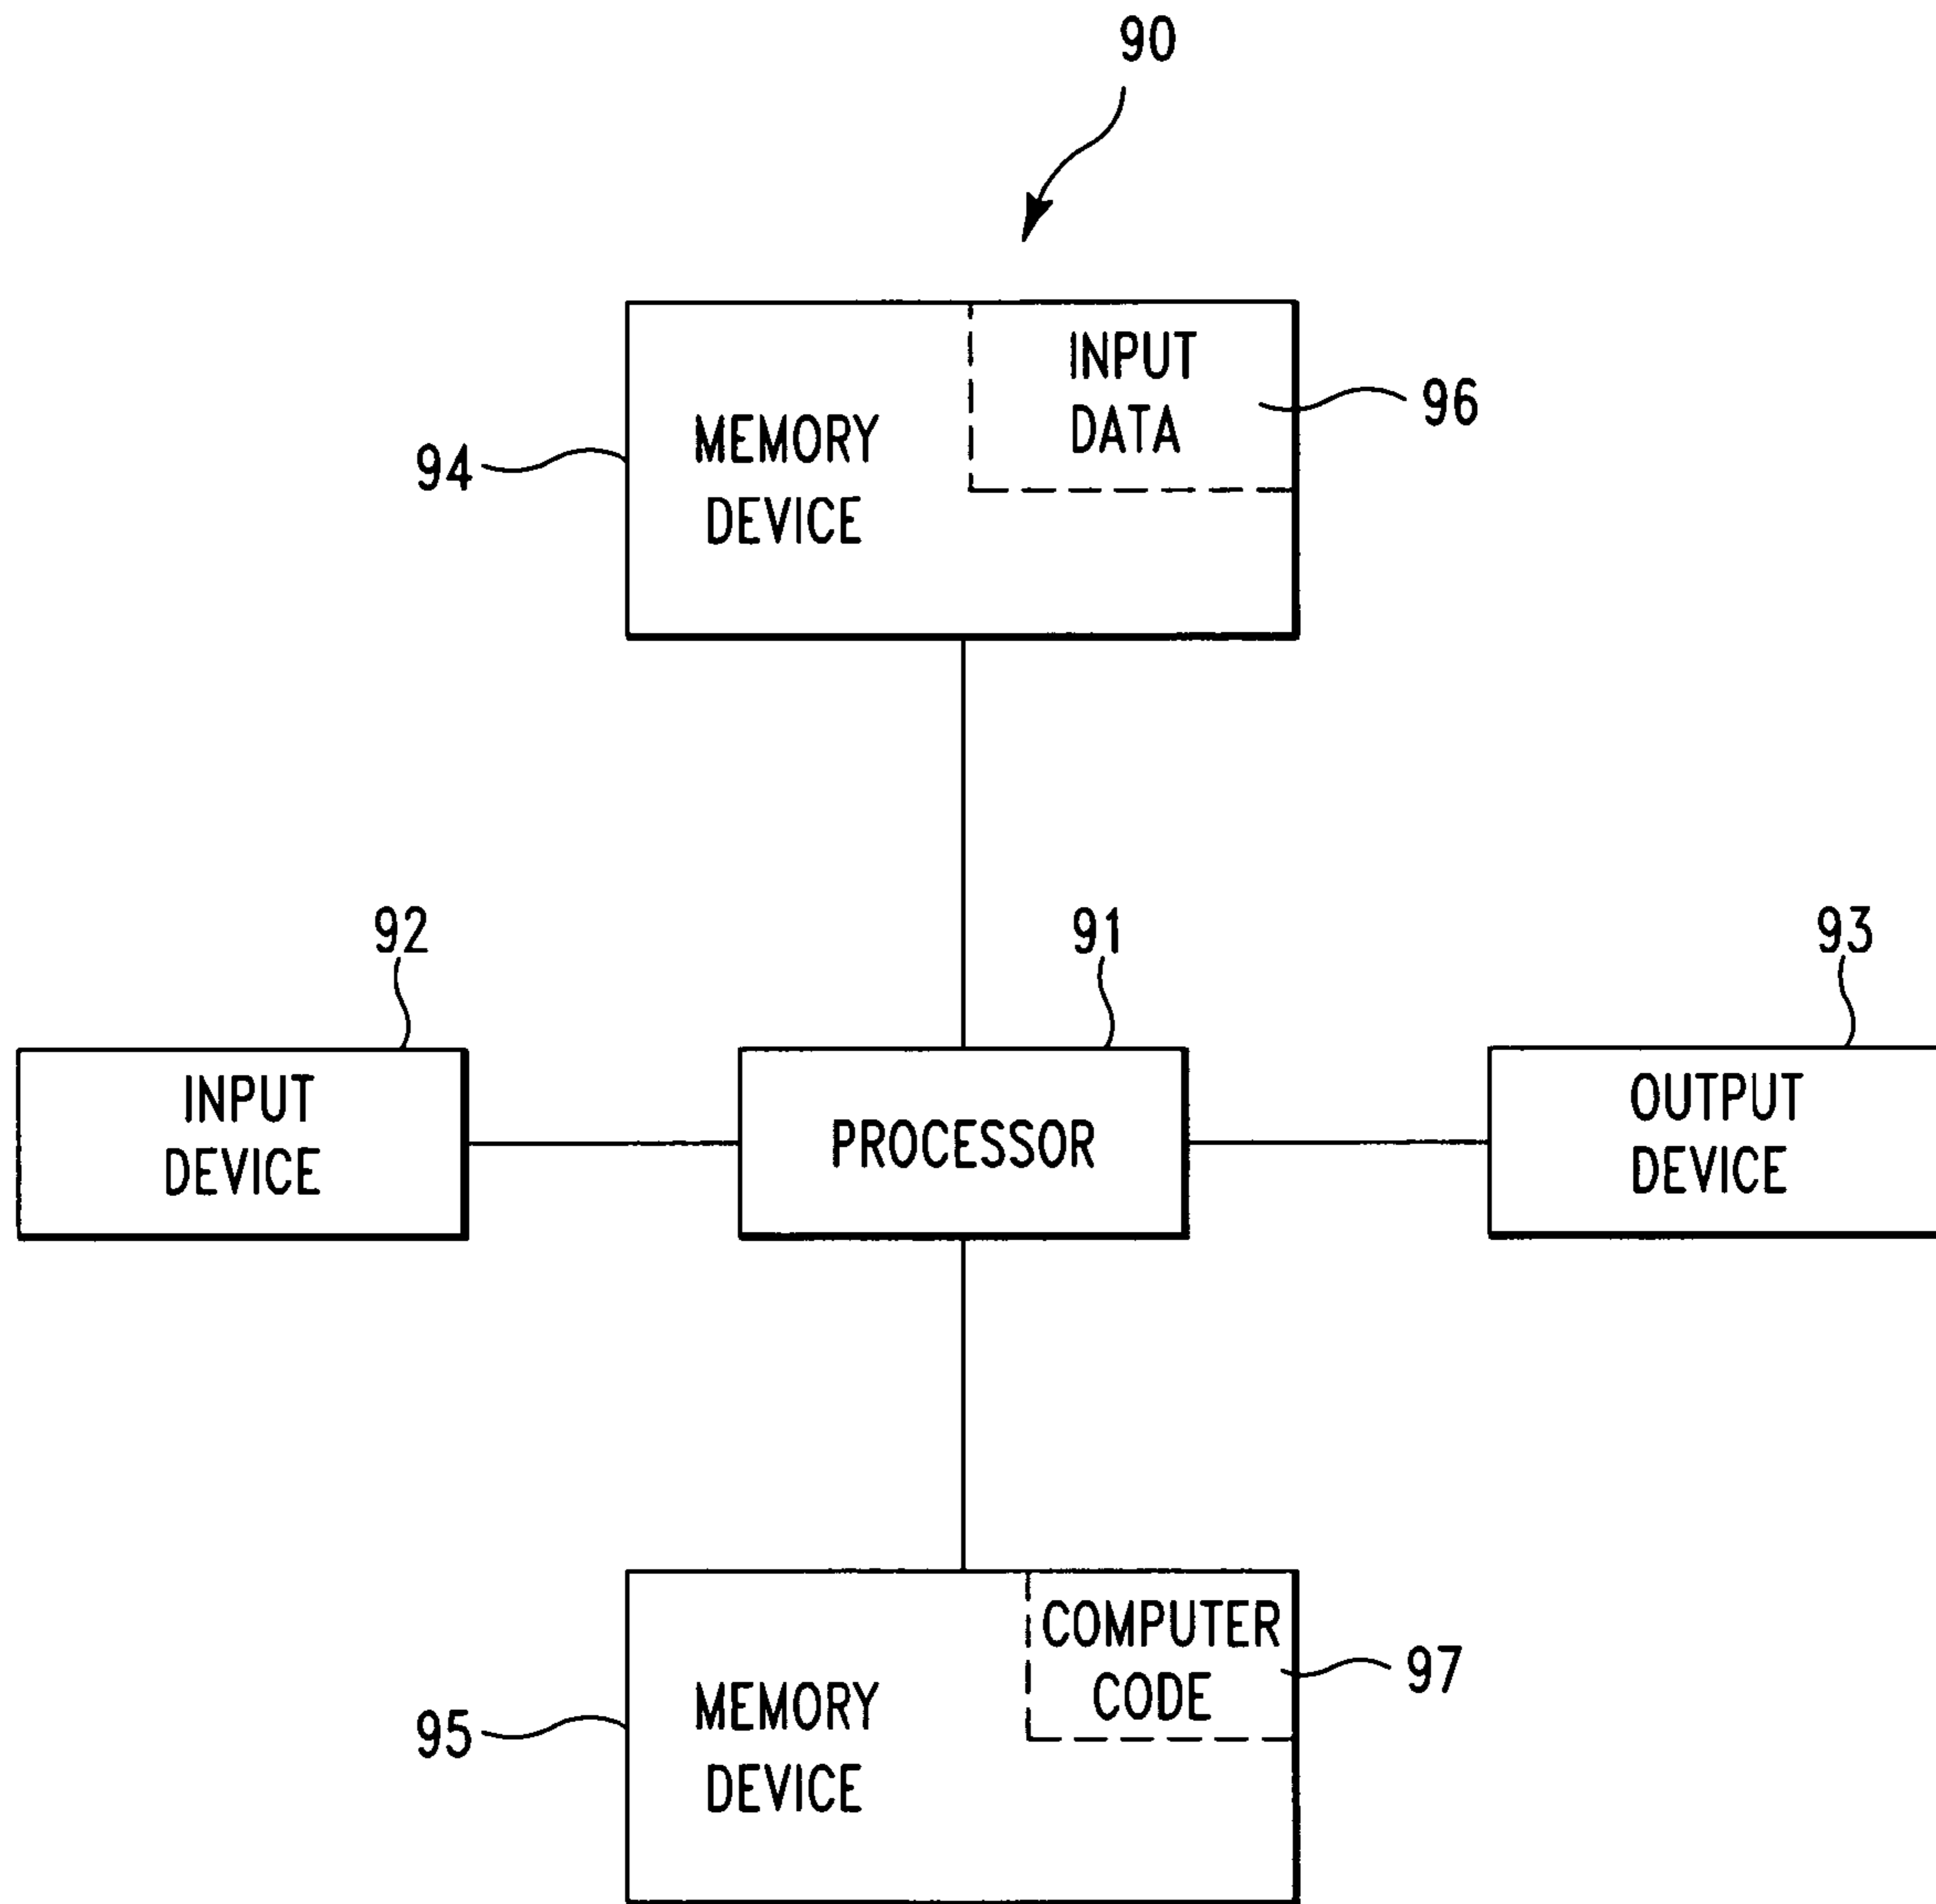 90
INPUT
DATA
96
94
MEMORY
DEVICE
92
91
93
INPUT
DEVICE
PROCESSOR
OUTPUT
DEVICE
COMPUTER
CODE
97
95
MEMORY
DEVICE